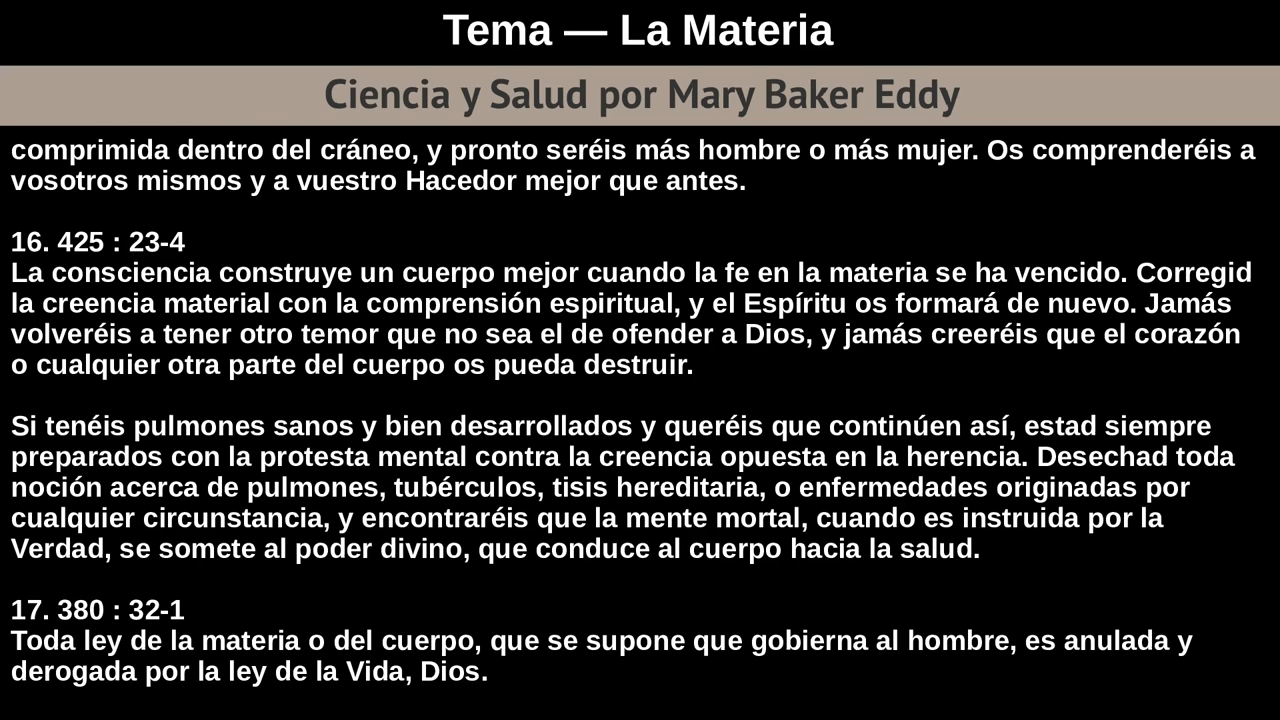 Tema — La Materia
Ciencia y Salud por Mary Baker Eddy
comprimida dentro del cráneo, y pronto seréis más hombre o más mujer. Os comprenderéis a
vosotros mismos y a vuestro Hacedor mejor que antes.
16. 425 : 23-4
La consciencia construye un cuerpo mejor cuando la fe en la materia se ha vencido. Corregid
la creencia material con la comprensión espiritual, y el Espíritu os formará de nuevo. Jamás
volveréis a tener otro temor que no sea el de ofender a Dios, y jamás creeréis que el corazón
o cualquier otra parte del cuerpo os pueda destruir.
Si tenéis pulmones sanos y bien desarrollados y queréis que continúen así, estad siempre
preparados con la protesta mental contra la creencia opuesta en la herencia. Desechad toda
noción acerca de pulmones, tubérculos, tisis hereditaria, o enfermedades originadas por
cualquier circunstancia, y encontraréis que la mente mortal, cuando es instruida por la
Verdad, se somete al poder divino, que conduce al cuerpo hacia la salud.
17. 380 : 32-1
Toda ley de la materia o del cuerpo, que se supone que gobierna al hombre, es anulada y
derogada por la ley de la Vida, Dios.